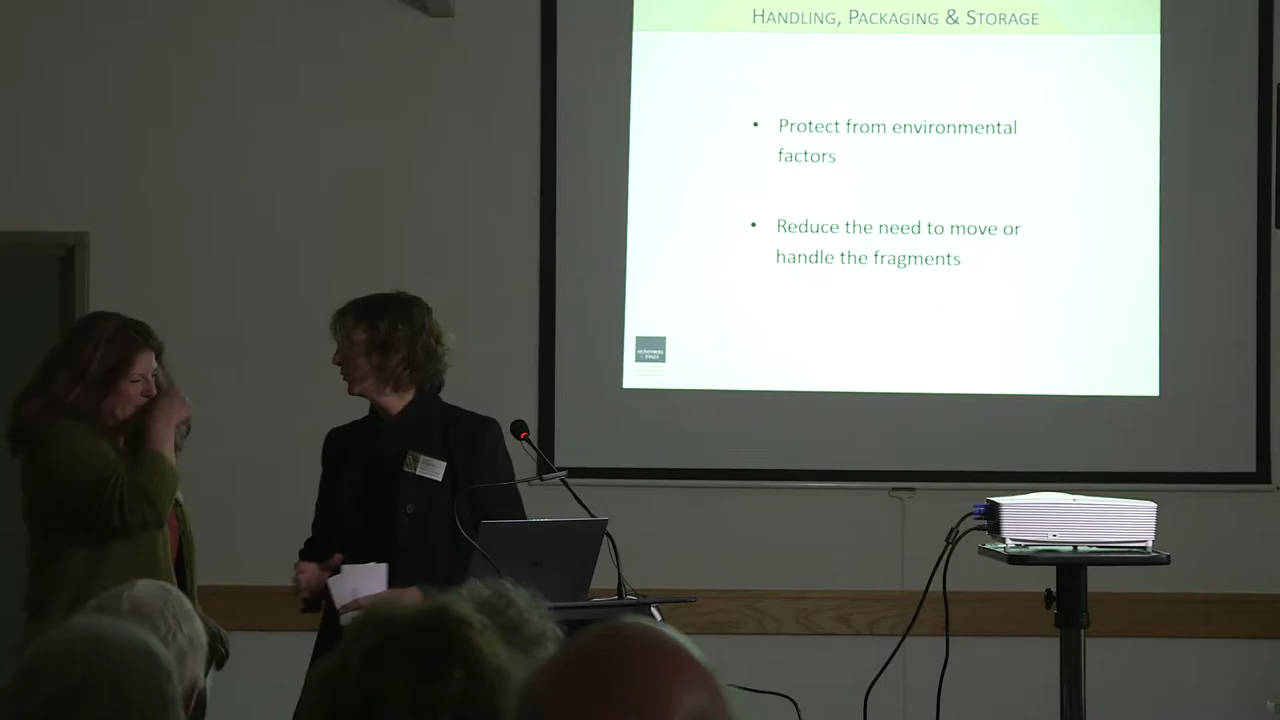 HANDLING, PACKAGING & STORAGE
• Protect from environmental
factors
• Reduce the need to move or
handle the fragments